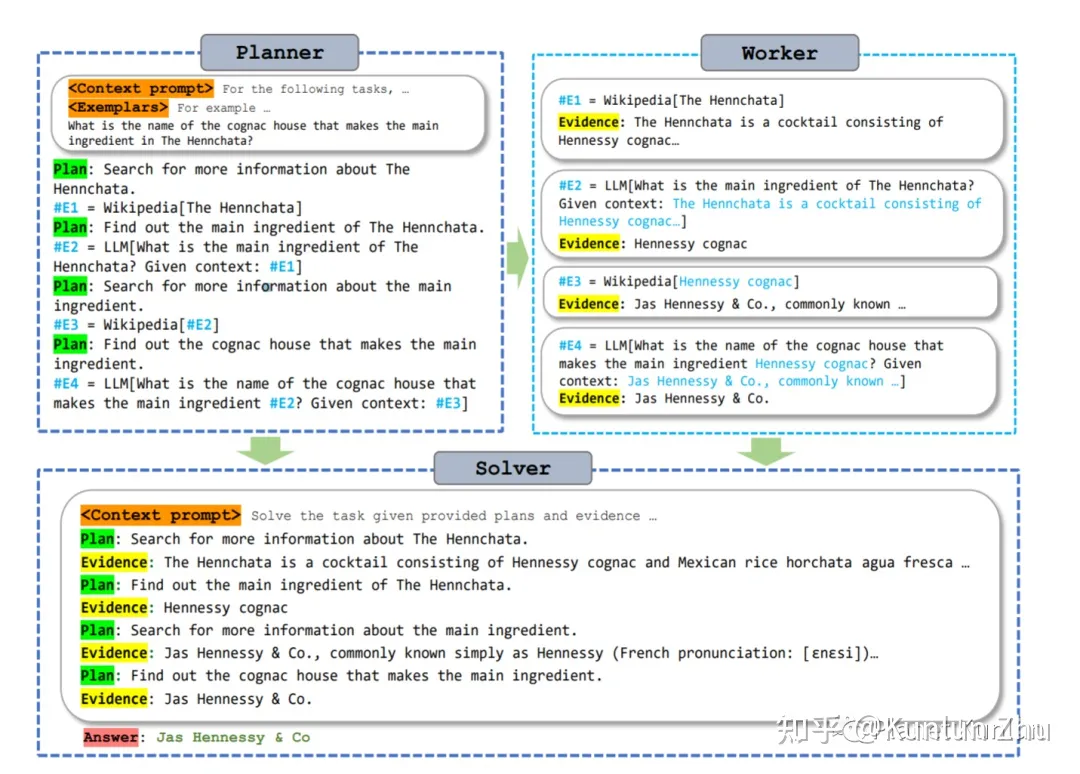 Planner
<Context prompt> For the following tasks, …
<Exemplars> For example …
What is the name of the cognac house that makes the main
ingredient in The Hennchata?
Plan: Search for more information about The
Hennchata.
#E1 = Wikipedia[The Hennchata]
Plan: Find out the main ingredient of The Hennchata.
#E2 = LLM[What is the main ingredient of The
Hennchata? Given context: #E1]
Plan: Search for more information about the main
ingredient.
#E3 = Wikipedia[#E2]
Plan: Find out the cognac house that makes the main
ingredient.
#E4 = LLM[What is the name of the cognac house that
makes the main ingredient #E2? Given context: #E3]
Worker
#E1 = Wikipedia[The Hennchata]
Evidence: The Hennchata is a cocktail consisting of
Hennessy cognac…
#E2 = LLM[What is the main ingredient of The Hennchata?
Given context: The Hennchata is a cocktail consisting of
Hennessy cognac…]
Evidence: Hennessy cognac
#E3 = Wikipedia[Hennessy cognac]
Evidence: Jas Hennessy & Co., commonly known …
#E4 = LLM[What is the name of the cognac house that
makes the main ingredient Hennessy cognac? Given
context: Jas Hennessy & Co., commonly known …]
Evidence: Jas Hennessy & Co.
Solver
<Context prompt> Solve the task given provided plans and evidence …
Plan: Search for more information about The Hennchata.
Evidence: The Hennchata is a cocktail consisting of Hennessy cognac and Mexican rice horchata agua fresca …
Plan: Find out the main ingredient of The Hennchata.
Evidence: Hennessy cognac
Plan: Search for more information about the main ingredient.
Evidence: Jas Hennessy & Co., commonly known simply as Hennessy (French pronunciation: [ɛnɛsi])…
Plan: Find out the cognac house that makes the main ingredient.
Evidence: Jas Hennessy & Co.
Answer: Jas Hennessy & Co
知乎